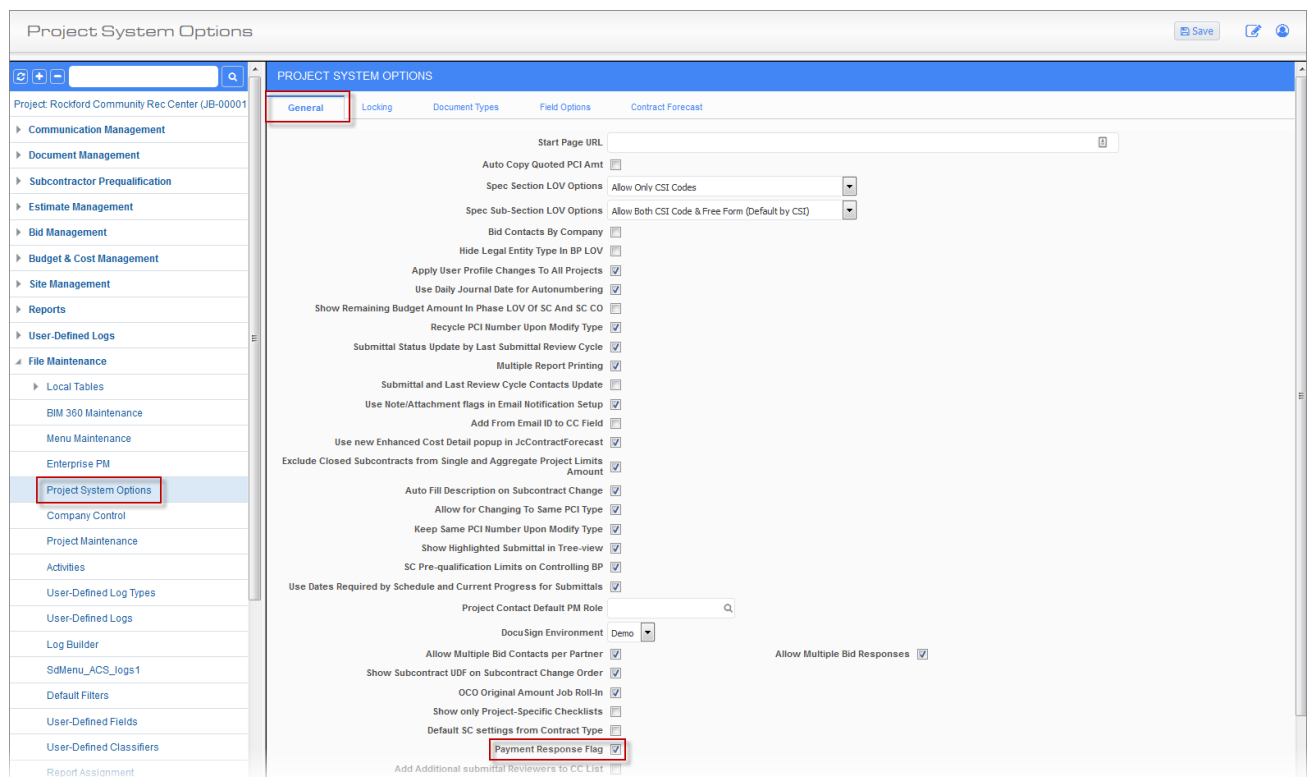 Project System Options
Save
Project: Rockford Community Rec Center (JB-00001
Communication Management
Document Management
Subcontractor Prequalification
Estimate Management
Bid Management
Budget & Cost Management
Site Management
Reports
User-Defined Logs
File Maintenance
Local Tables
BIM 360 Maintenance
Menu Maintenance
Enterprise PM
Project System Options
Company Control
Project Maintenance
Activities
User-Defined Log Types
User-Defined Logs
Log Builder
SdMenu_ACS_logs1
Default Filters
User-Defined Fields
User-Defined Classifiers
Report Assignment
PROJECT SYSTEM OPTIONS
General Locking Document Types Field Options Contract Forecast
Start Page URL
Auto Copy Quoted PCI Amt
Spec Section LOV Options Allow Only CSI Codes
Spec Sub-Section LOV Options Allow Both CSI Code & Free Form (Default by CSI)
Bid Contacts By Company
Hide Legal Entity Type In BP LOV
Apply User Profile Changes To All Projects
Use Daily Journal Date for Autonumbering
Show Remaining Budget Amount In Phase LOV Of SC And SC CO
Recycle PCI Number Upon Modify Type
Submittal Status Update by Last Submittal Review Cycle
Multiple Report Printing
Submittal and Last Review Cycle Contacts Update
Use Note/Attachment flags in Email Notification Setup
Add From Email ID to CC Field
Use new Enhanced Cost Detail popup in JcContractForecast
Exclude Closed Subcontracts from Single and Aggregate Project Limits
Amount
Auto Fill Description on Subcontract Change
Allow for Changing To Same PCI Type
Keep Same PCI Number Upon Modify Type
Show Highlighted Submittal in Tree-view
SC Pre-qualification Limits on Controlling BP
Use Dates Required by Schedule and Current Progress for Submittals
Project Contact Default PM Role
DocuSign Environment Demo
Allow Multiple Bid Contacts per Partner Allow Multiple Bid Responses
Show Subcontract UDF on Subcontract Change Order
OCO Original Amount Job Roll-In
Show only Project-Specific Checklists
Default SC settings from Contract Type
Payment Response Flag
Add Additional submittal Reviewers to CC List